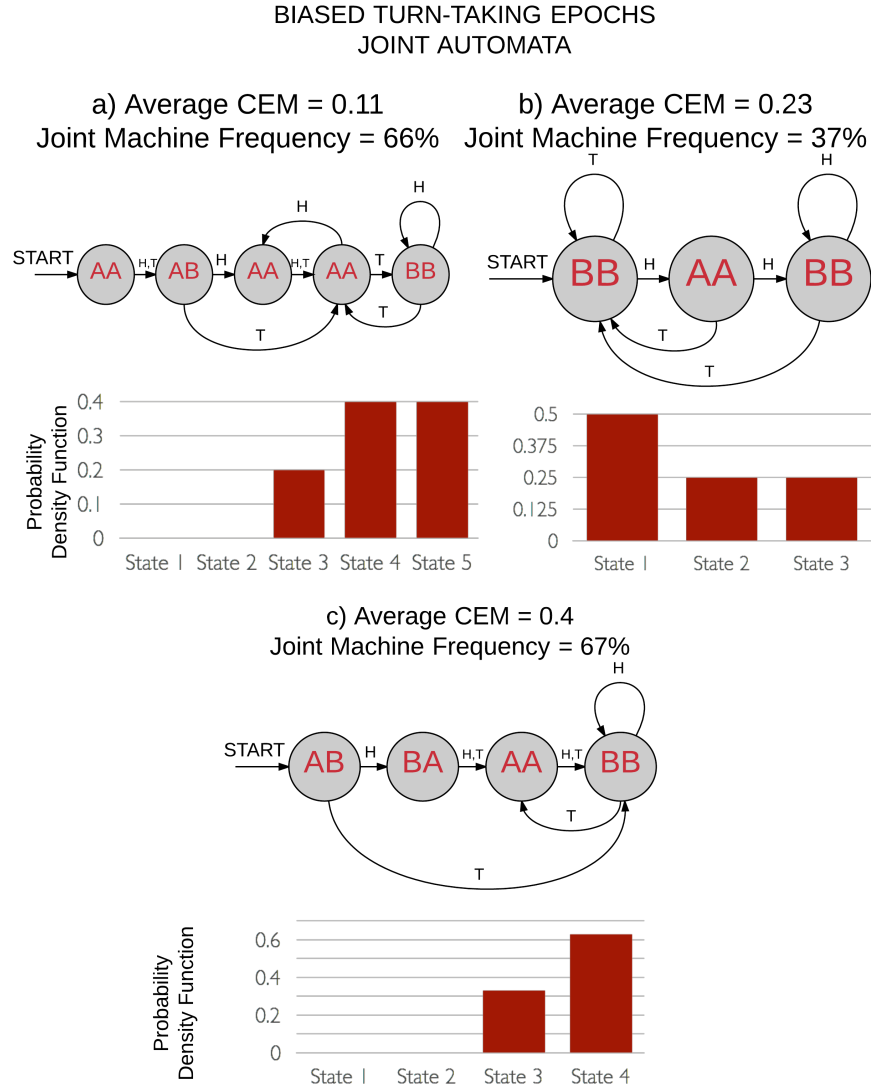 BIASED TURN-TAKING EPOCHS
JOINT AUTOMATA
a) Average CEM = 0.11
Joint Machine Frequency = 66%
H
H
START
AA
H,T
AB
H
AA
H,T
AA
T
BB
T
T
Probability
Density Function
0.4
0.3
0.2
0.1
0
State 1 State 2 State 3 State 4 State 5
b) Average CEM = 0.23
Joint Machine Frequency = 37%
T
H
START
BB
H
AA
H
BB
T
T
0.5
0.375
0.25
0.125
0
State 1 State 2 State 3
c) Average CEM = 0.4
Joint Machine Frequency = 67%
H
START
AB
H
BA
H,T
AA
H,T
BB
T
T
Probability
Density Function
0.6
0.4
0.2
0
State 1 State 2 State 3 State 4